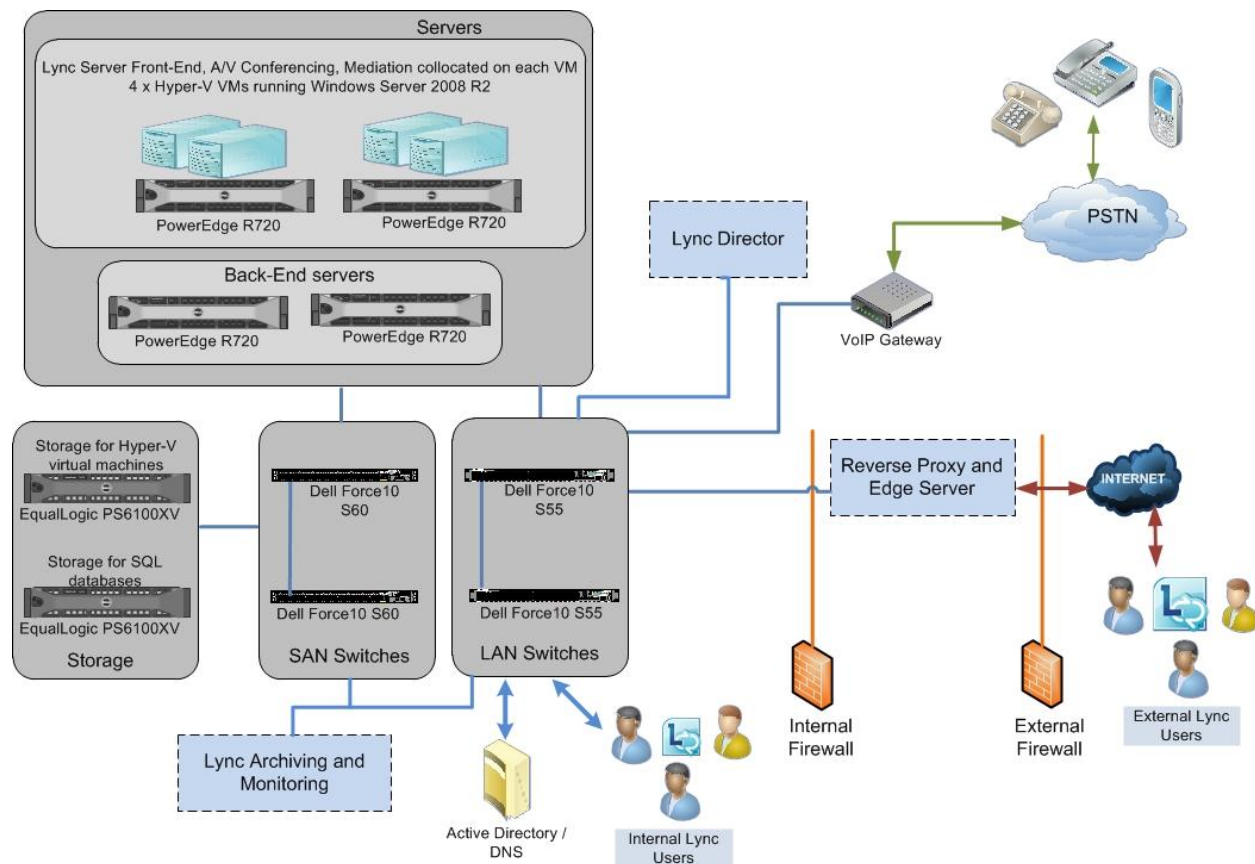 Servers
Lync Server Front-End, A/V Conferencing, Mediation collocated on each VM
4 x Hyper-V VMs running Windows Server 2008 R2
PowerEdge R720
PowerEdge R720
Back-End servers
PowerEdge R720
PowerEdge R720
Lync Director
PSTN
VoIP Gateway
Storage for Hyper-V
virtual machines
EqualLogic PS6100XV
Storage for SQL
databases
EqualLogic PS6100XV
Storage
Dell Force10
S60
Dell Force10 S60
SAN Switches
Dell Force10
S55
Dell Force10 S55
LAN Switches
Reverse Proxy and
Edge Server
INTERNET
Internal
Firewall
External
Firewall
External Lync
Users
Lync Archiving and
Monitoring
Active Directory /
DNS
Internal Lync
Users